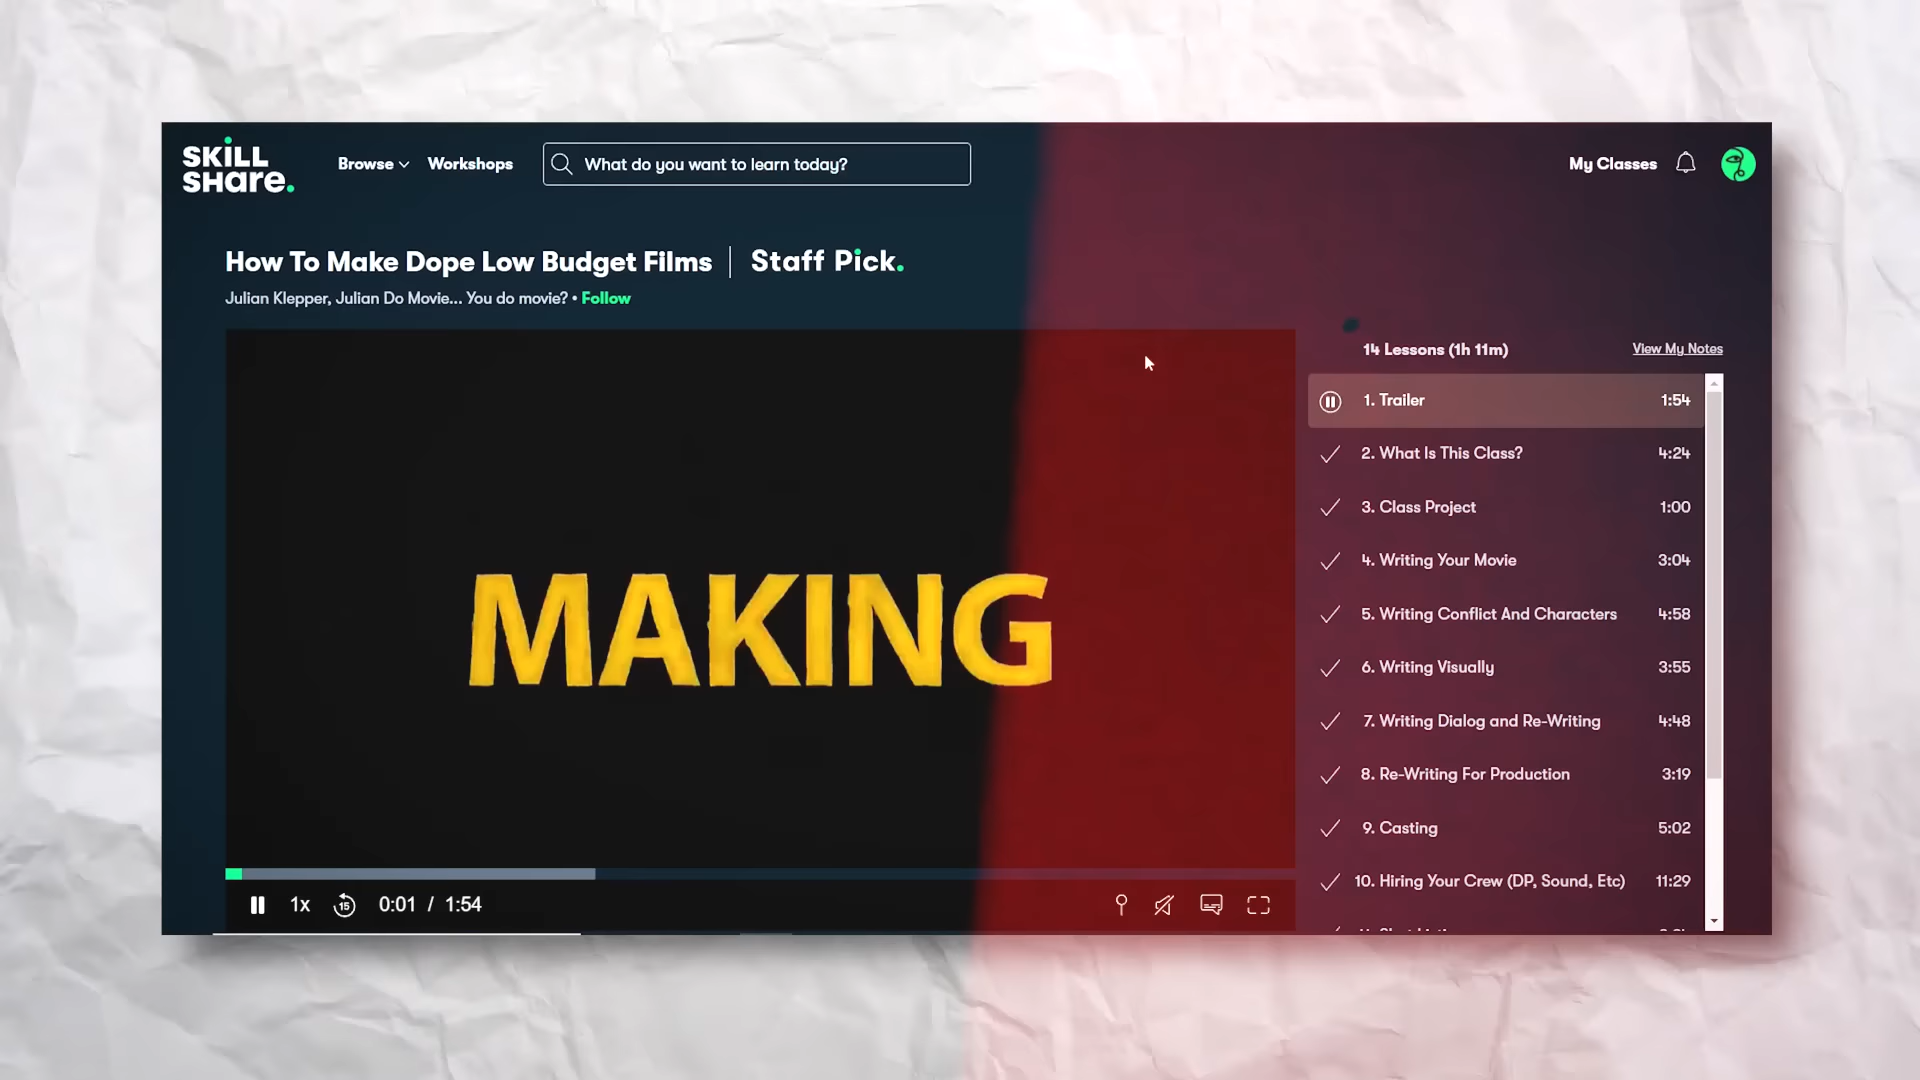 SKILL
SHare.
Browse
Workshops
What do you want to learn today?
My Classes
How To Make Dope Low Budget Films | Staff Pick.
Julian Klepper, Julian Do Movie... You do movie? • Follow
MAKING
1x
15
0:01 / 1:54
14 Lessons (1h 11m)
View My Notes
1. Trailer 1:54
2. What Is This Class? 4:24
3. Class Project 1:00
4. Writing Your Movie 3:04
5. Writing Conflict And Characters 4:58
6. Writing Visually 3:55
7. Writing Dialog and Re-Writing 4:48
8. Re-Writing For Production 3:19
9. Casting 5:02
10. Hiring Your Crew (DP, Sound, Etc) 11:29